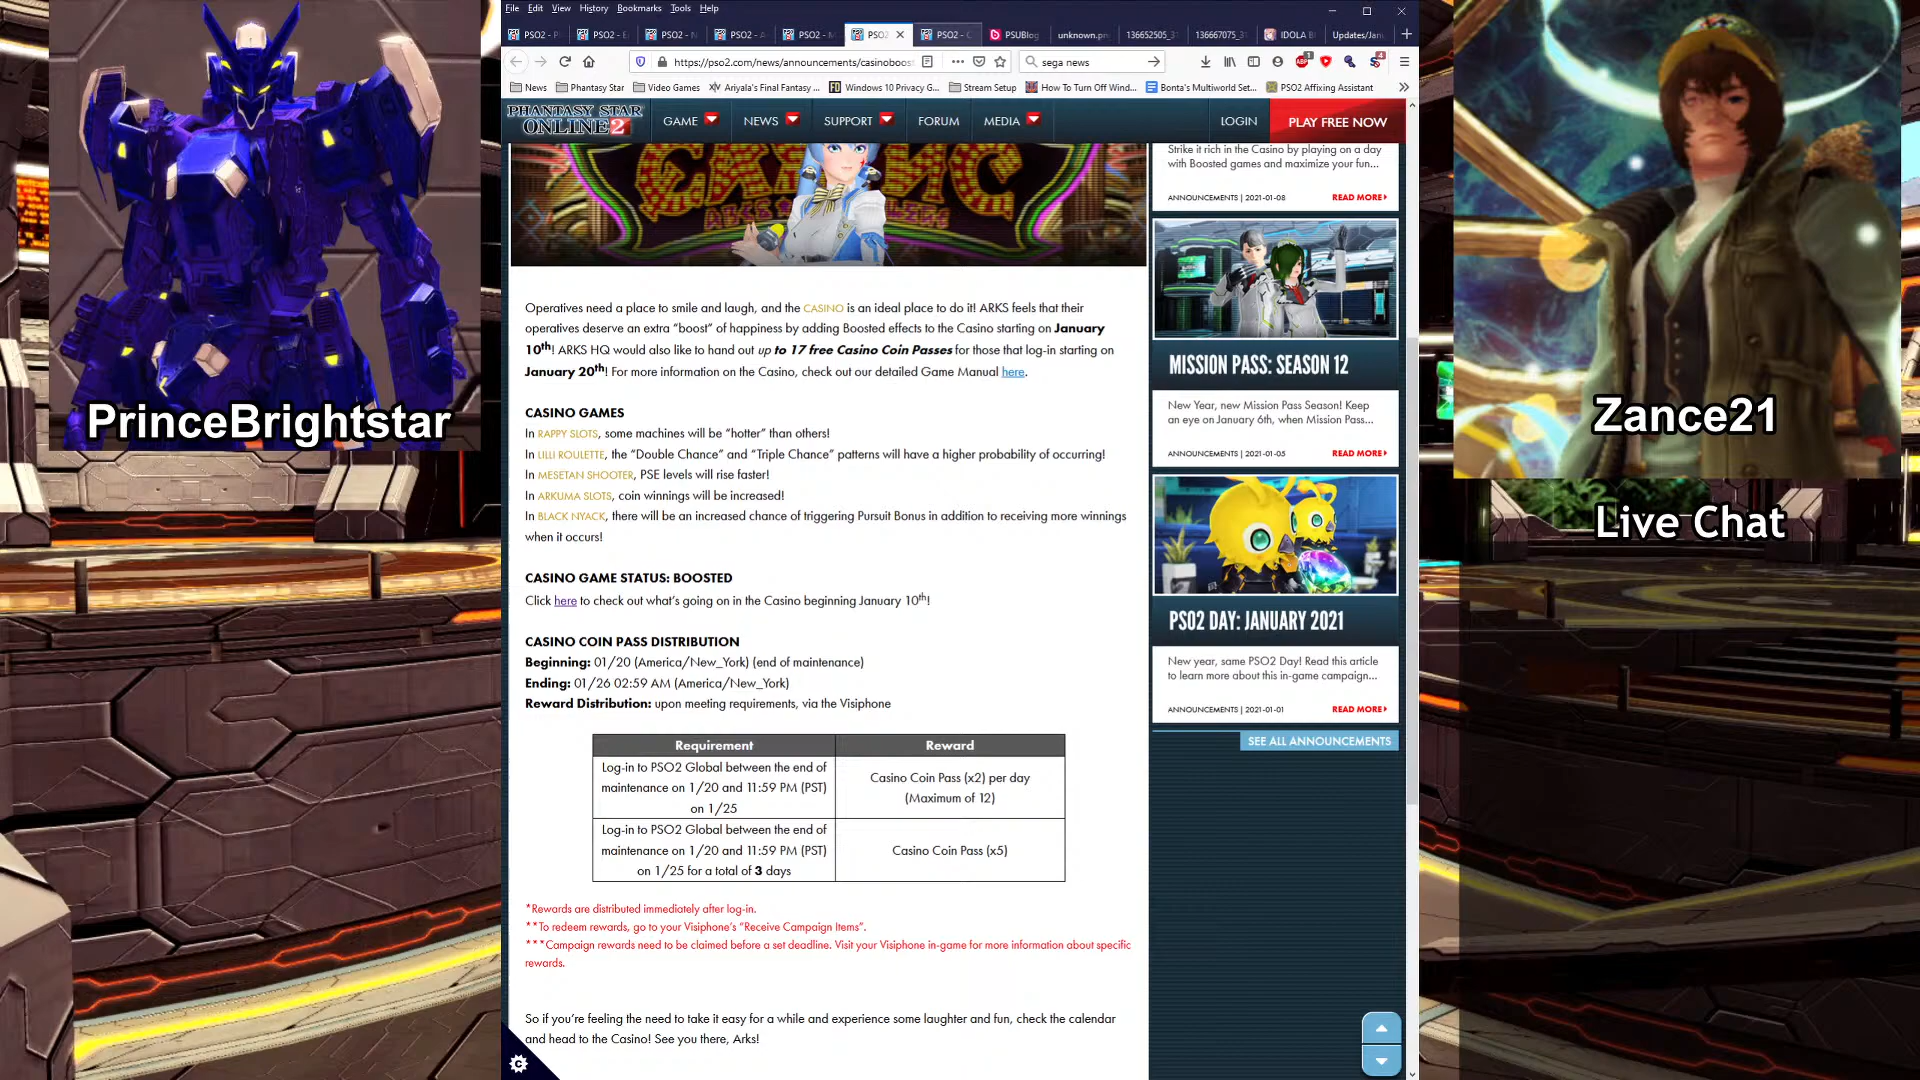 File Edit View History Bookmarks Tools Help
PSO2 - P PSO2 - E PSO2 - N PSO2 - A PSO2 - M PSO2 PSO2 - C PSUBlog unknown.pn 136652505_3 136667075_3 IDOLA B Updates/Janu
https://pso2.com/news/announcements/casinoboost sega news
News Phantasy Star Video Games Ariyala's Final Fantasy ... Windows 10 Privacy G... Stream Setup How To Turn Off Wind... Bonta's Multiworld Set... PSO2 Affixing Assistant
PHANTASY STAR ONLINE 2 GAME NEWS SUPPORT FORUM MEDIA LOGIN PLAY FREE NOW
Operatives need a place to smile and laugh, and the CASINO is an ideal place to do it! ARKS feels that their
operatives deserve an extra “boost” of happiness by adding Boosted effects to the Casino starting on January
10th! ARKS HQ would also like to hand out up to 17 free Casino Coin Passes for those that log-in starting on
January 20th! For more information on the Casino, check out our detailed Game Manual here.
CASINO GAMES
In RAPPY SLOTS, some machines will be “hotter” than others!
In LILLI ROULETTE, the “Double Chance” and “Triple Chance” patterns will have a higher probability of occurring!
In MESETAN SHOOTER, PSE levels will rise faster!
In ARKUMA SLOTS, coin winnings will be increased!
In BLACK NYACK, there will be an increased chance of triggering Pursuit Bonus in addition to receiving more winnings
when it occurs!
CASINO GAME STATUS: BOOSTED
Click here to check out what’s going on in the Casino beginning January 10th!
CASINO COIN PASS DISTRIBUTION
Beginning: 01/20 (America/New_York) (end of maintenance)
Ending: 01/26 02:59 AM (America/New_York)
Reward Distribution: upon meeting requirements, via the Visiphone
Requirement Reward
Log-in to PSO2 Global between the end of
maintenance on 1/20 and 11:59 PM (PST)
on 1/25
Casino Coin Pass (x2) per day
(Maximum of 12)
Log-in to PSO2 Global between the end of
maintenance on 1/20 and 11:59 PM (PST)
on 1/25 for a total of 3 days
Casino Coin Pass (x5)
*Rewards are distributed immediately after log-in.
**To redeem rewards, go to your Visiphone’s “Receive Campaign Items”.
***Campaign rewards need to be claimed before a set deadline. Visit your Visiphone in-game for more information about specific
rewards.
So if you’re feeling the need to take it easy for a while and experience some laughter and fun, check the calendar
and head to the Casino! See you there, Arks!
Strike it rich in the Casino by playing on a day
with Boosted games and maximize your fun...
ANNOUNCEMENTS | 2021-01-08 READ MORE
MISSION PASS: SEASON 12
New Year, new Mission Pass Season! Keep
an eye on January 6th, when Mission Pass...
ANNOUNCEMENTS | 2021-01-05 READ MORE
PSO2 DAY: JANUARY 2021
New year, same PSO2 Day! Read this article
to learn more about this in-game campaign...
ANNOUNCEMENTS | 2021-01-01 READ MORE
SEE ALL ANNOUNCEMENTS
PrinceBrightstar
Zance21
Live Chat